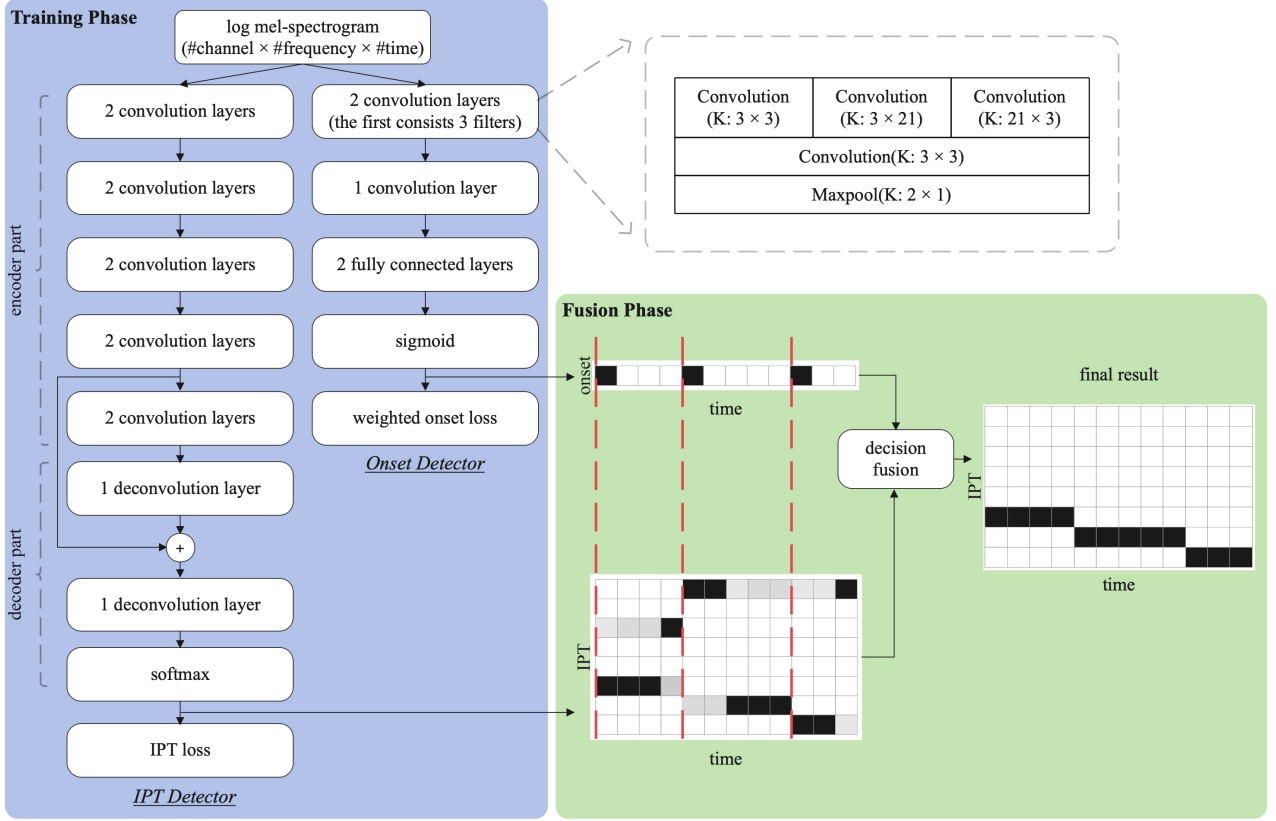 Training Phase
log mel-spectrogram
(#channel × #frequency × #time)
encoder part
2 convolution layers
2 convolution layers
2 convolution layers
2 convolution layers
2 convolution layers
decoder part
1 deconvolution layer
+
1 deconvolution layer
softmax
IPT loss
IPT Detector
2 convolution layers
(the first consists 3 filters)
1 convolution layer
2 fully connected layers
sigmoid
weighted onset loss
Onset Detector
Convolution
(K: 3 × 3)
Convolution
(K: 3 × 21)
Convolution
(K: 21 × 3)
Convolution(K: 3 × 3)
Maxpool(K: 2 × 1)
Fusion Phase
onset
time
IPT
time
decision
fusion
final result
IPT
time